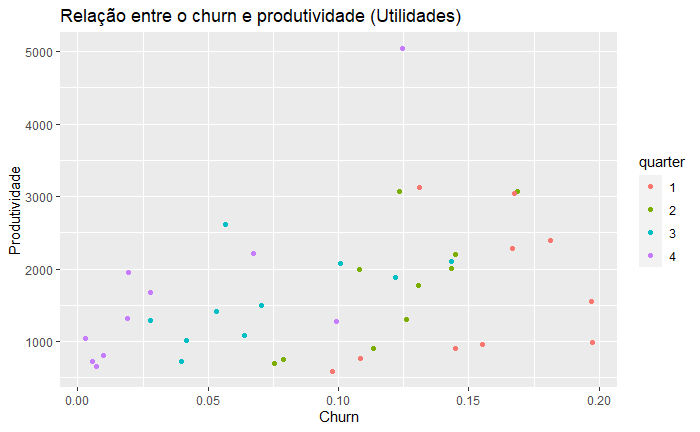 Relação entre o churn e produtividade (Utilidades)
5000
4000
3000
2000
1000
Produtividade
0.00 0.05 0.10 0.15 0.20
Churn
quarter
1
2
3
4